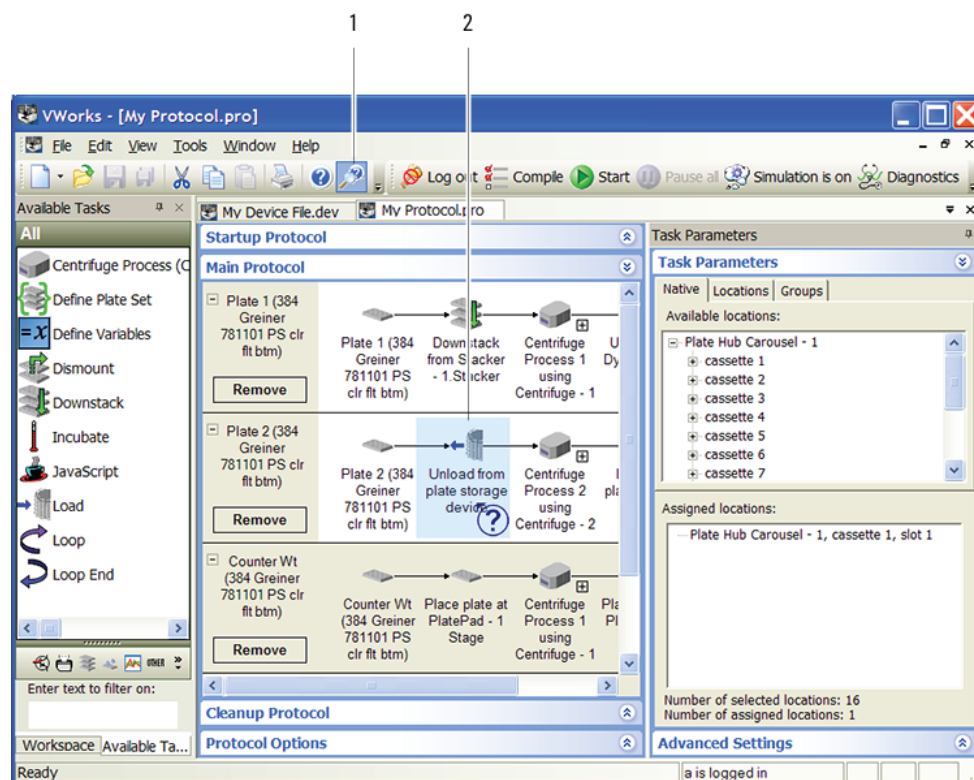 1
2
VWorks - [My Protocol.pro]
File Edit View Tools Window Help
Log out Compile Start Pause all Simulation is on Diagnostics
Available Tasks
My Device File.dev
My Protocol.pro
All
Centrifuge Process (C
Define Plate Set
=x Define Variables
Dismount
Downstack
Incubate
JavaScript
Load
Loop
Loop End
OTHER
Enter text to filter on:
Workspace
Available Ta...
Startup Protocol
Main Protocol
Plate 1 (384
Greiner
781101 PS clr
flt btm)
Remove
Plate 1 (384
Greiner
781101 PS
clr flt btm)
Downstack
from Stacker
- 1.Stacker
Centrifuge
Process 1
using
Centrifuge - 1
U
Dy
Plate 2 (384
Greiner
781101 PS clr
flt btm)
Remove
Plate 2 (384
Greiner
781101 PS
clr flt btm)
Unload from
plate storage
device
?
Centrifuge
Process 2
using
Centrifuge - 2
pla
Counter Wt
(384 Greiner
781101 PS clr
flt btm)
Remove
Counter Wt
(384 Greiner
781101 PS
clr flt btm)
Place plate at
PlatePad - 1
Stage
Centrifuge
Process 1
using
Centrifuge - 1
Pla
Pl
Cleanup Protocol
Protocol Options
Task Parameters
Task Parameters
Native
Locations
Groups
Available locations:
Plate Hub Carousel - 1
cassette 1
cassette 2
cassette 3
cassette 4
cassette 5
cassette 6
cassette 7
Assigned locations:
Plate Hub Carousel - 1, cassette 1, slot 1
Number of selected locations: 16
Number of assigned locations: 1
Advanced Settings
Ready
a is logged in